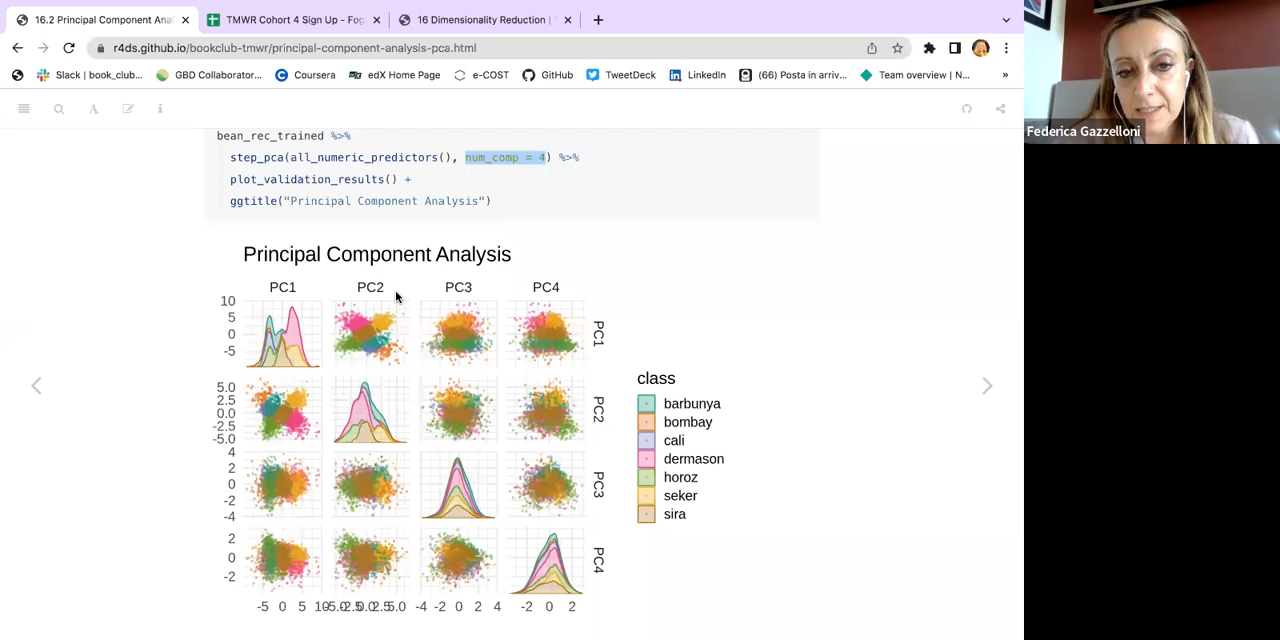 16.2 Principal Component Anal
TMWR Cohort 4 Sign Up - Fog
16 Dimensionality Reduction |
r4ds.github.io/bookclub-tmwr/principal-component-analysis-pca.html
Slack | book_club...
GBD Collaborator...
Coursera
edX Home Page
e-COST
GitHub
TweetDeck
LinkedIn
(66) Posta in arriv...
Team overview | N...
»
bean_rec_trained %>%
step_pca(all_numeric_predictors(), num_comp = 4) %>%
plot_validation_results() +
ggtitle("Principal Component Analysis")
Federica Gazzelloni
Principal Component Analysis
PC1 PC2 PC3 PC4
10
5
0
-5
PC1
5.0
2.5
0.0
-2.5
-5.0
PC2
4
2
0
-2
-4
PC3
2
0
-2
PC4
-5 0 5 10 -5.0 -2.5 0.0 2.5 5.0 -4 -2 0 2 4 -2 0 2
class
barbunya
bombay
cali
dermason
horoz
seker
sira